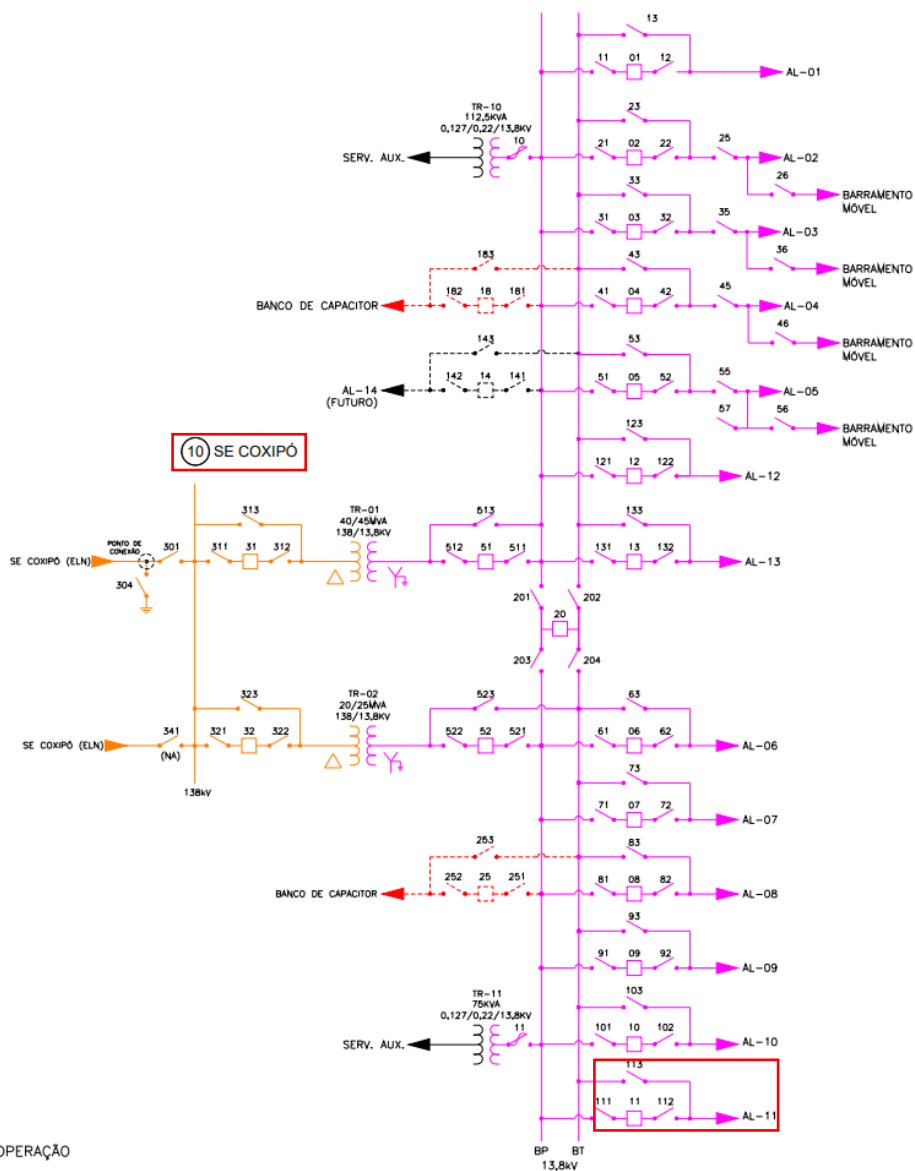 13
11 01 12
AL-01
TR-10
112,5KVA
0,127/0,22/13,8KV
10
SERV. AUX.
23
21 02 22
25
AL-02
26
BARRAMENTO
MÓVEL
33
31 03 32
35
AL-03
36
BARRAMENTO
MÓVEL
183
182 18 181
BANCO DE CAPACITOR
43
41 04 42
45
AL-04
46
BARRAMENTO
MÓVEL
143
142 14 141
AL-14
(FUTURO)
53
51 05 52
55
AL-05
57
56
BARRAMENTO
MÓVEL
10 SE COXIPÓ
123
121 12 122
AL-12
SE COXIPÓ (ELN)
PONTO DE
CONEXÃO
301
304
313
311 31 312
TR-01
40/45MVA
138/13,8KV
513
512 51 511
133
131 13 132
AL-13
201 202
20
203 204
SE COXIPÓ (ELN)
341
(NA)
323
321 32 322
TR-02
20/25MVA
138/13,8KV
523
522 52 521
63
61 06 62
AL-06
138kV
73
71 07 72
AL-07
253
252 25 251
BANCO DE CAPACITOR
83
81 08 82
AL-08
93
91 09 92
AL-09
TR-11
75KVA
0,127/0,22/13,8KV
11
SERV. AUX.
103
101 10 102
AL-10
113
111 11 112
AL-11
OPERAÇÃO
BP BT
13,8kV